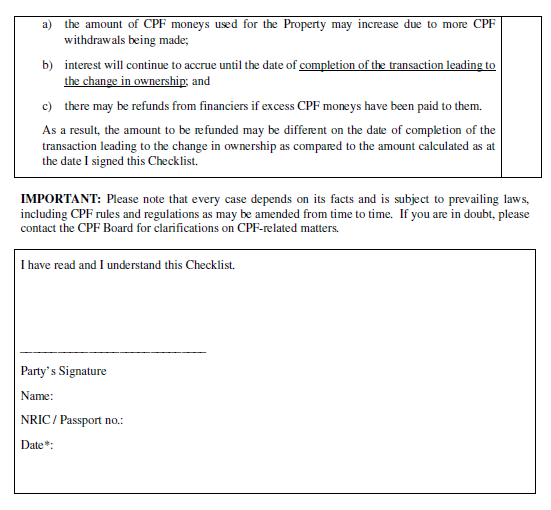 a) the amount of CPF moneys used for the Property may increase due to more CPF
withdrawals being made;
b) interest will continue to accrue until the date of completion of the transaction leading to
the change in ownership; and
c) there may be refunds from financiers if excess CPF moneys have been paid to them.
As a result, the amount to be refunded may be different on the date of completion of the
transaction leading to the change in ownership as compared to the amount calculated as at
the date I signed this Checklist.
IMPORTANT: Please note that every case depends on its facts and is subject to prevailing laws,
including CPF rules and regulations as may be amended from time to time. If you are in doubt, please
contact the CPF Board for clarifications on CPF-related matters.
I have read and I understand this Checklist.
Party's Signature
Name:
NRIC / Passport no.:
Date*: